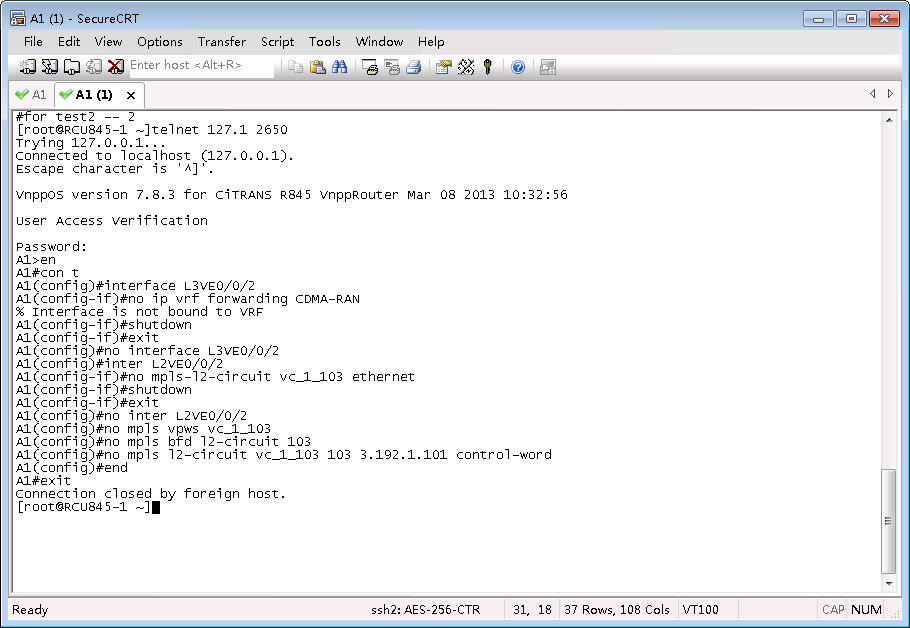 A1 (1) - SecureCRT
File Edit View Options Transfer Script Tools Window Help
Enter host <Alt+R>
A1 A1 (1)
#for test2 -- 2
[root@RCU845-1 ~]telnet 127.1 2650
Trying 127.0.0.1...
Connected to localhost (127.0.0.1).
Escape character is '^]'.
VnppOS version 7.8.3 for CiTRANS R845 VnppRouter Mar 08 2013 10:32:56
User Access Verification
Password:
A1>en
A1#con t
A1(config)#interface L3VE0/0/2
A1(config-if)#no ip vrf forwarding CDMA-RAN
% Interface is not bound to VRF
A1(config-if)#shutdown
A1(config-if)#exit
A1(config)#no interface L3VE0/0/2
A1(config)#inter L2VE0/0/2
A1(config-if)#no mpls-l2-circuit vc_1_103 ethernet
A1(config-if)#shutdown
A1(config-if)#exit
A1(config)#no inter L2VE0/0/2
A1(config)#no mpls vpws vc_1_103
A1(config)#no mpls bfd l2-circuit 103
A1(config)#no mpls l2-circuit vc_1_103 103 3.192.1.101 control-word
A1(config)#end
A1#exit
Connection closed by foreign host.
[root@RCU845-1 ~]
Ready ssh2: AES-256-CTR 31, 18 37 Rows, 108 Cols VT100 CAP NUM